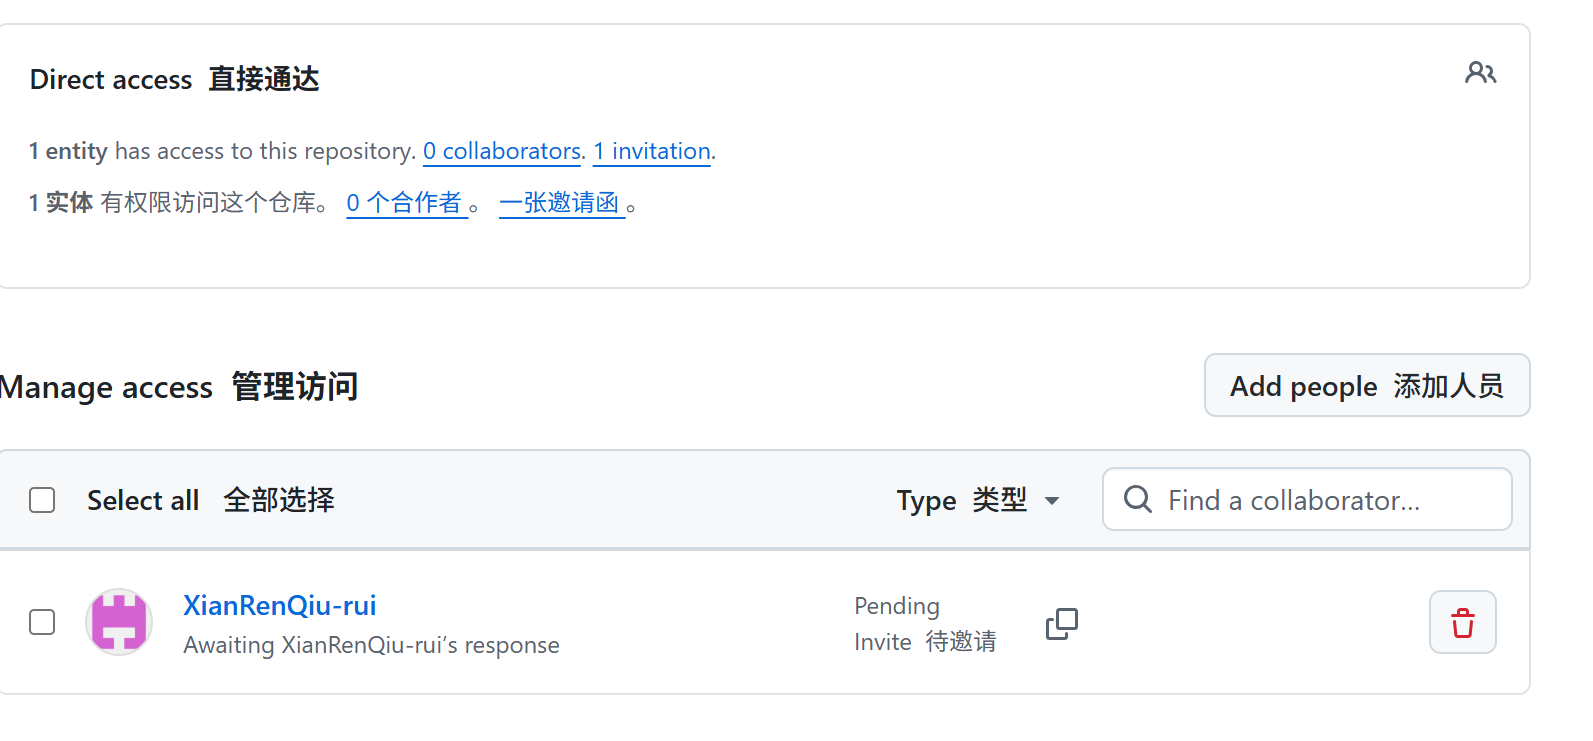 Direct access 直接通达
1 entity has access to this repository. 0 collaborators. 1 invitation.
1 实体 有权限访问这个仓库。 0 个合作者 。 一张邀请函 。
Manage access 管理访问
Add people 添加人员
Select all 全部选择
Type 类型
Find a collaborator...
XianRenQiu-rui
Awaiting XianRenQiu-rui’s response
Pending
Invite 待邀请